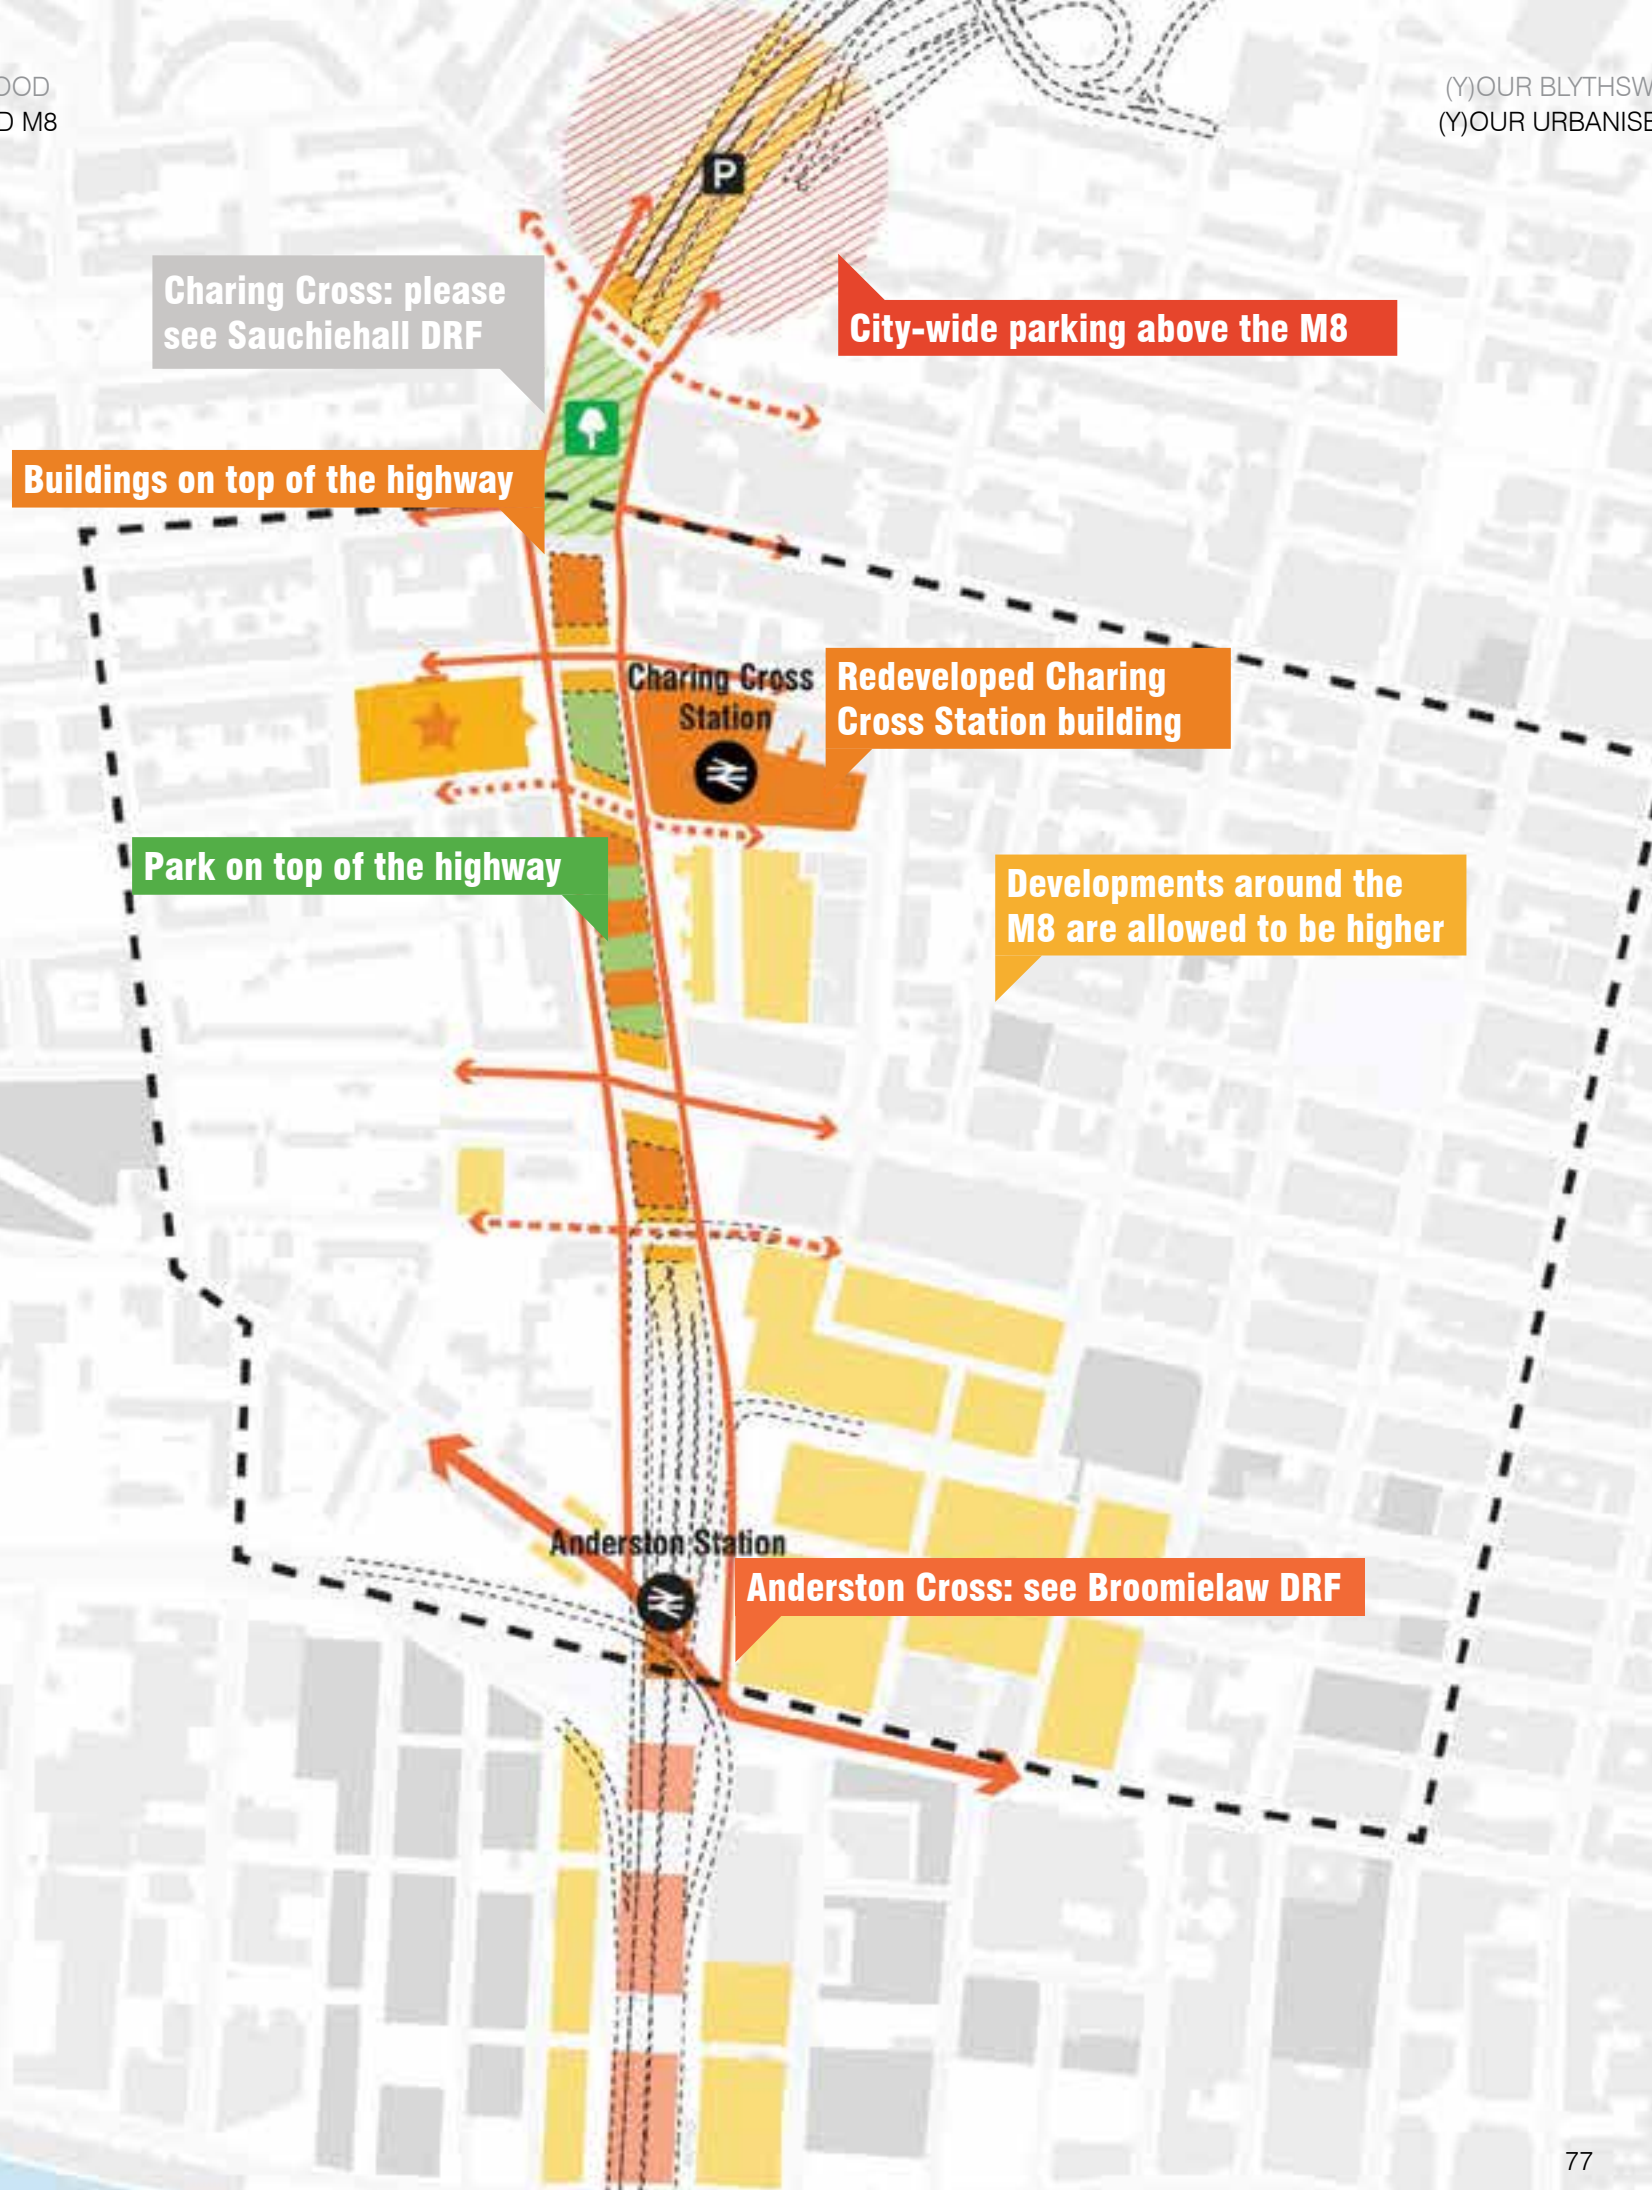 OOD
D M8
(Y)OUR BLYTHSW
(Y)OUR URBANISE
P
Charing Cross: please
see Sauchiehall DRF
City-wide parking above the M8
Buildings on top of the highway
Charing Cross
Station
Redeveloped Charing
Cross Station building
Park on top of the highway
Developments around the
M8 are allowed to be higher
Anderston Station
Anderston Cross: see Broomielaw DRF
77